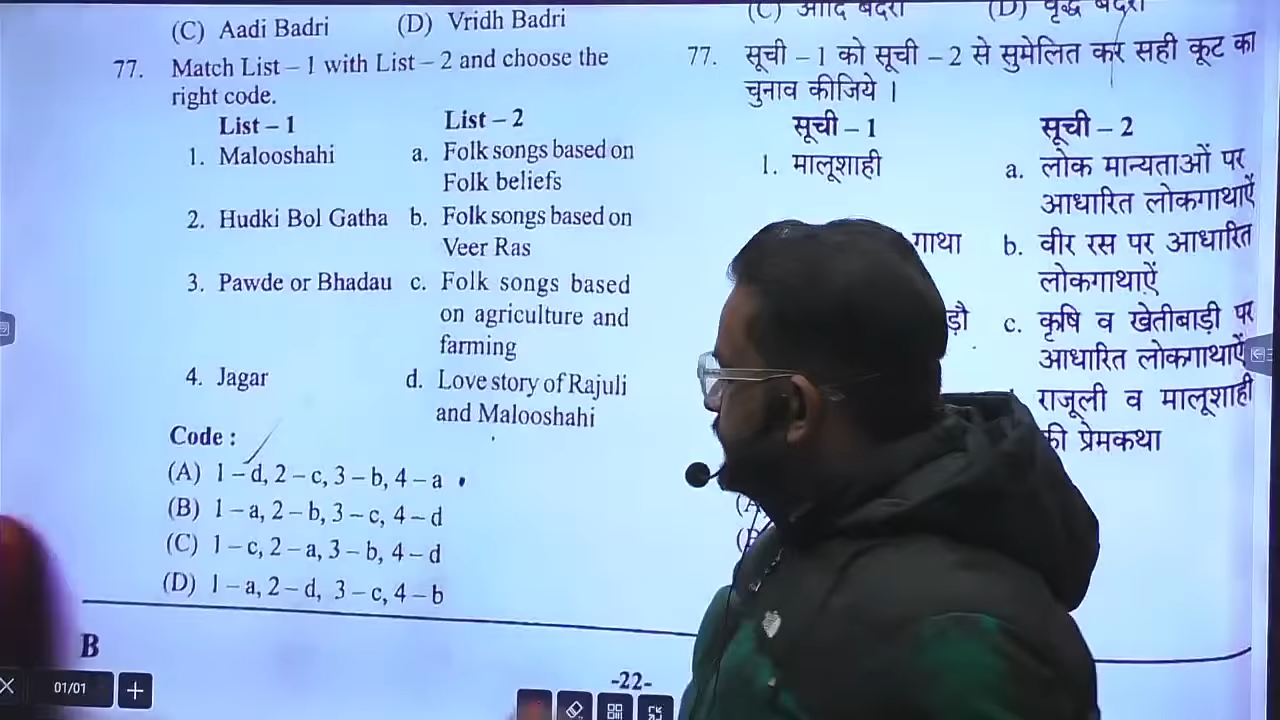 (C) Aadi Badri (D) Vridh Badri
77. Match List – 1 with List – 2 and choose the
right code.
List – 1 List – 2
1. Malooshahi a. Folk songs based on
Folk beliefs
2. Hudki Bol Gatha b. Folk songs based on
Veer Ras
3. Pawde or Bhadau c. Folk songs based
on agriculture and
farming
4. Jagar d. Love story of Rajuli
and Malooshahi
Code :
(A) 1 – d, 2 – c, 3 – b, 4 – a
(B) 1 – a, 2 – b, 3 – c, 4 – d
(C) 1 – c, 2 – a, 3 – b, 4 – d
(D) 1 – a, 2 – d, 3 – c, 4 – b
(C) आदि बदरी (D) वृद्ध बदरी
77. सूची – 1 को सूची – 2 से सुमेलित कर सही कूट का
चुनाव कीजिये ।
सूची – 1 सूची – 2
1. मालूशाही a. लोक मान्यताओं पर
आधारित लोकगाथाऐं
गाथा b. वीर रस पर आधारित
लोकगाथाऐं
c. कृषि व खेतीबाड़ी पर
आधारित लोकगाथाऐं
राजूली व मालूशाही
की प्रेमकथा
B
-22-
01/01